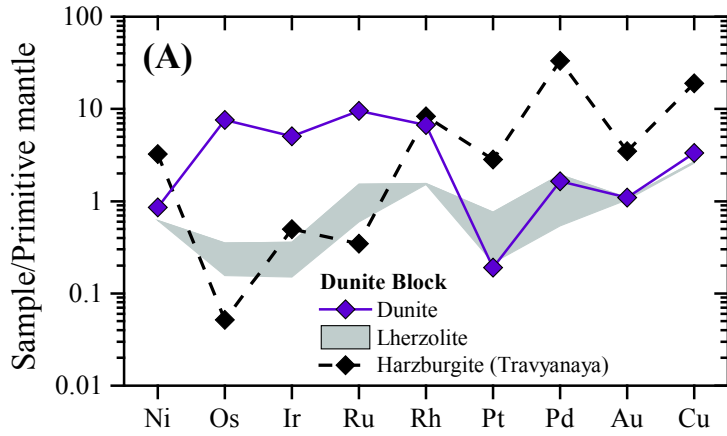 (A)
Sample/Primitive mantle
100
10
1
0.1
0.01
Dunite Block
Dunite
Lherzolite
Harzburgite (Travyanaya)
Ni Os Ir Ru Rh Pt Pd Au Cu